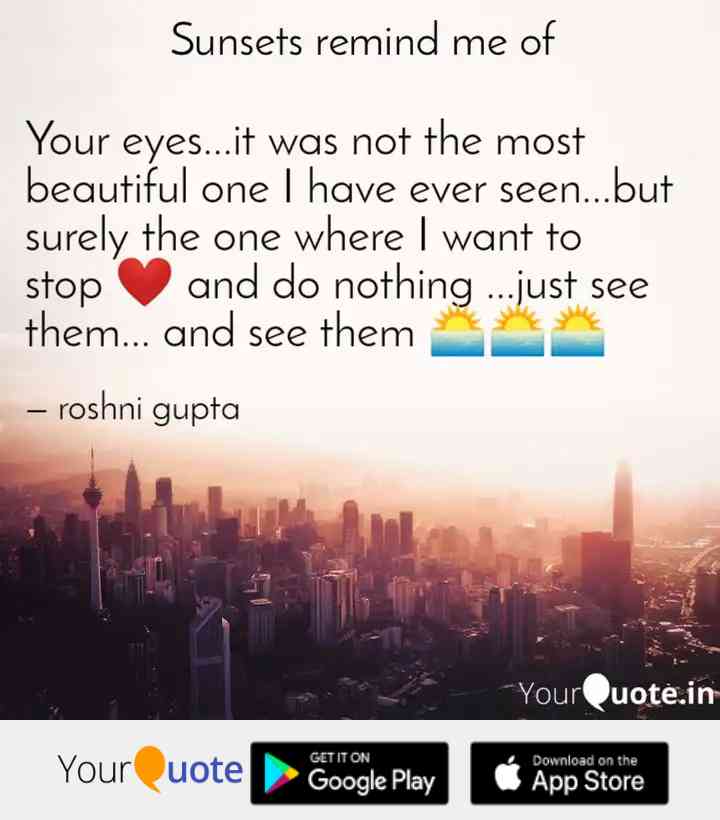 Sunsets remind me of
Your eyes...it was not the most
beautiful one I have ever seen...but
surely the one where I want to
stop ❤️ and do nothing ...just see
them... and see them 🌅🌅🌅
– roshni gupta
YourQuote.in
YourQuote
GET IT ON
Google Play
Download on the
App Store